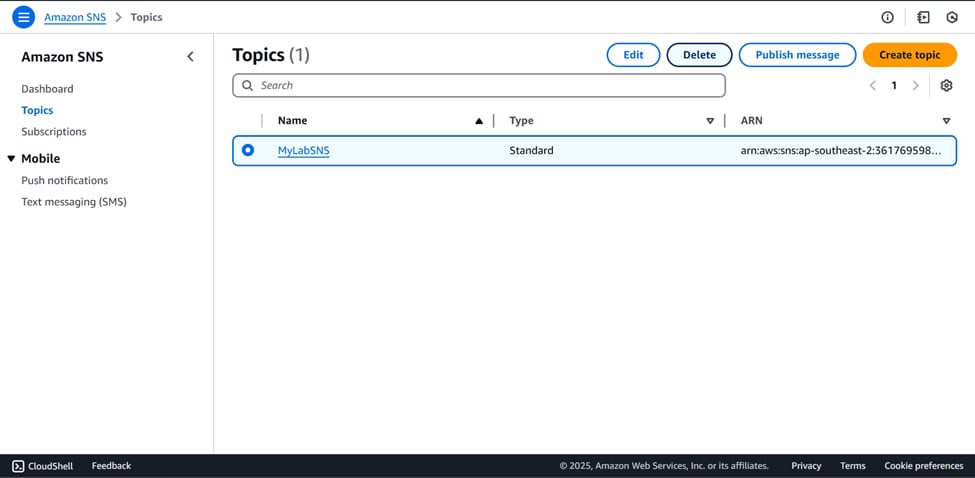 Amazon SNS > Topics
Amazon SNS
Dashboard
Topics
Subscriptions
Mobile
Push notifications
Text messaging (SMS)
Topics (1)
Edit
Delete
Publish message
Create topic
Search
1
Name Type ARN
MyLabSNS Standard arn:aws:sns:ap-southeast-2:361769598...
CloudShell Feedback © 2025, Amazon Web Services, Inc. or its affiliates. Privacy Terms Cookie preferences